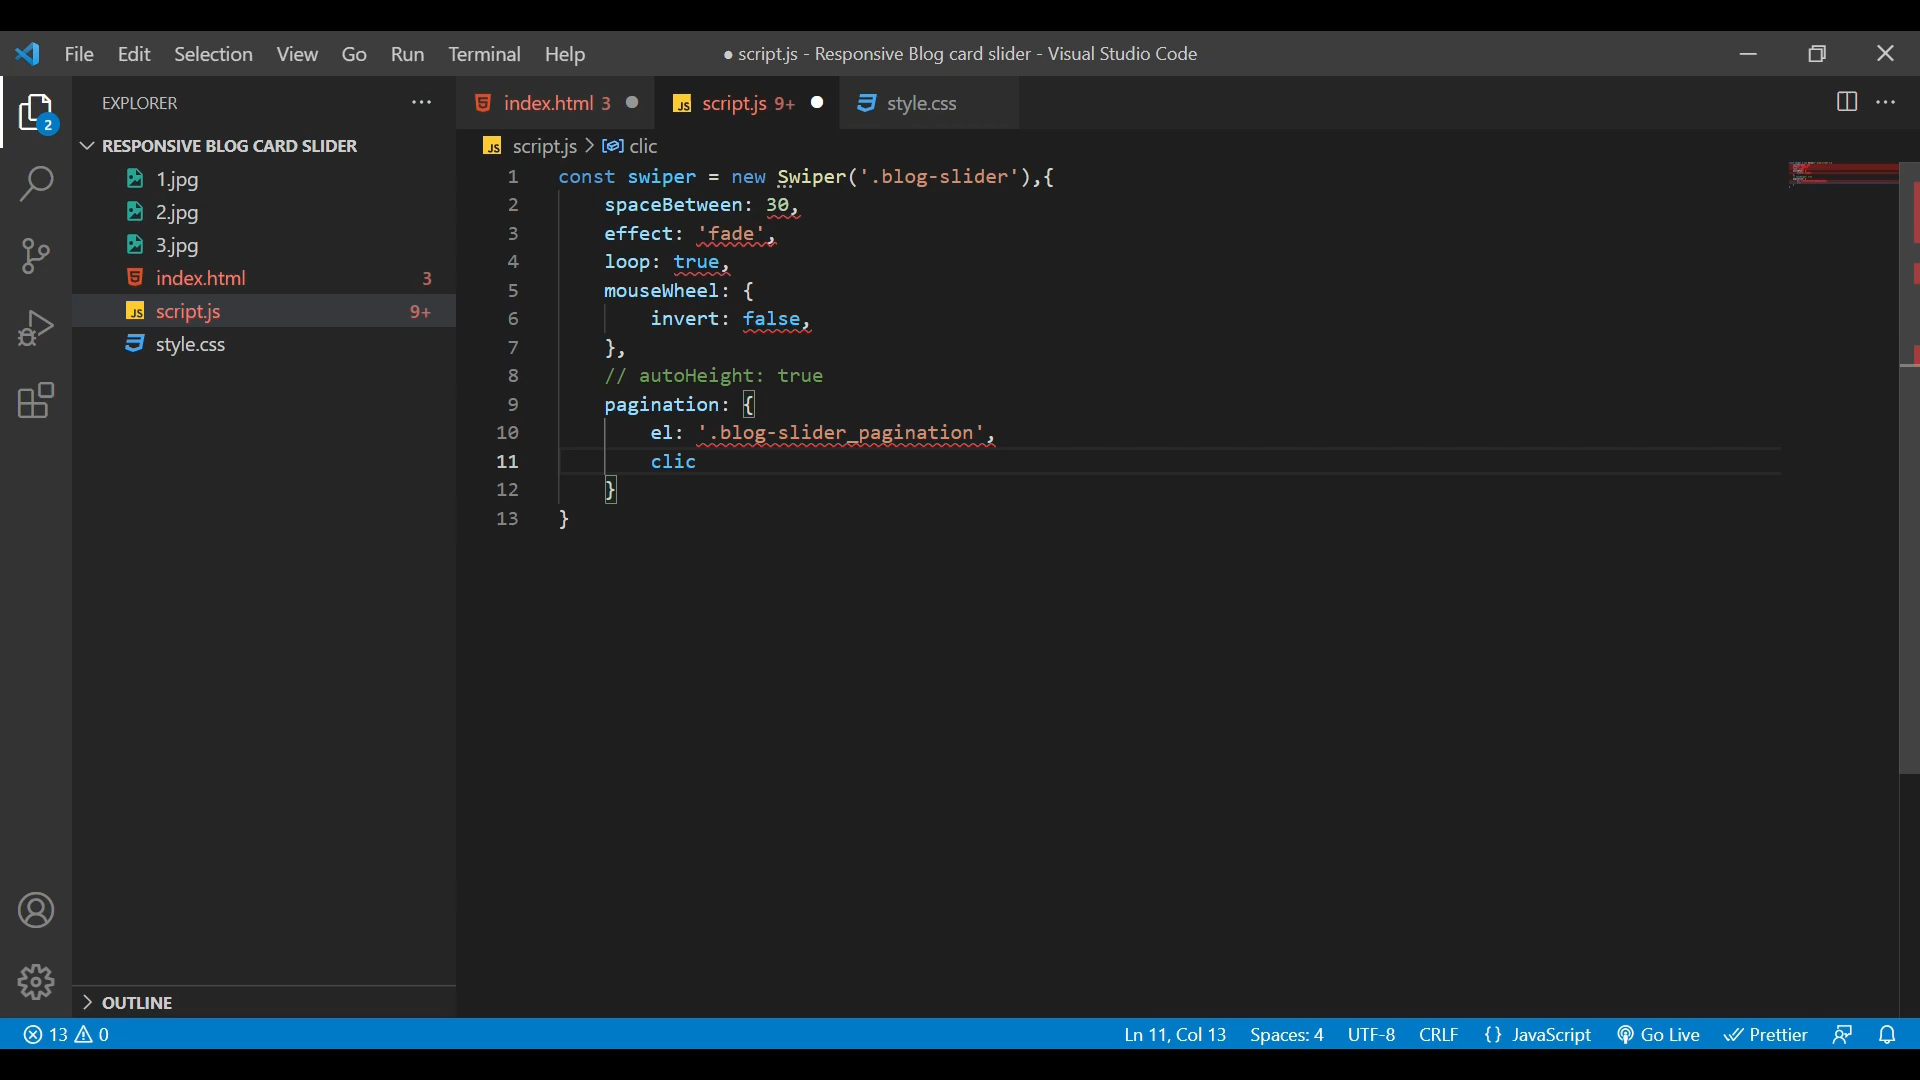 File Edit Selection View Go Run Terminal Help ● script.js - Responsive Blog card slider - Visual Studio Code
EXPLORER ···
index.html 3 script.js 9+ style.css
RESPONSIVE BLOG CARD SLIDER
1.jpg
2.jpg
3.jpg
index.html 3
script.js 9+
style.css
OUTLINE
2
JS script.js > clic
1 const swiper = new Swiper('.blog-slider'),{
2 spaceBetween: 30,
3 effect: 'fade',
4 loop: true,
5 mouseWheel: {
6 invert: false,
7 },
8 // autoHeight: true
9 pagination: {
10 el: '.blog-slider_pagination',
11 clic
12 }
13 }
13 0 Ln 11, Col 13 Spaces: 4 UTF-8 CRLF {} JavaScript Go Live Prettier